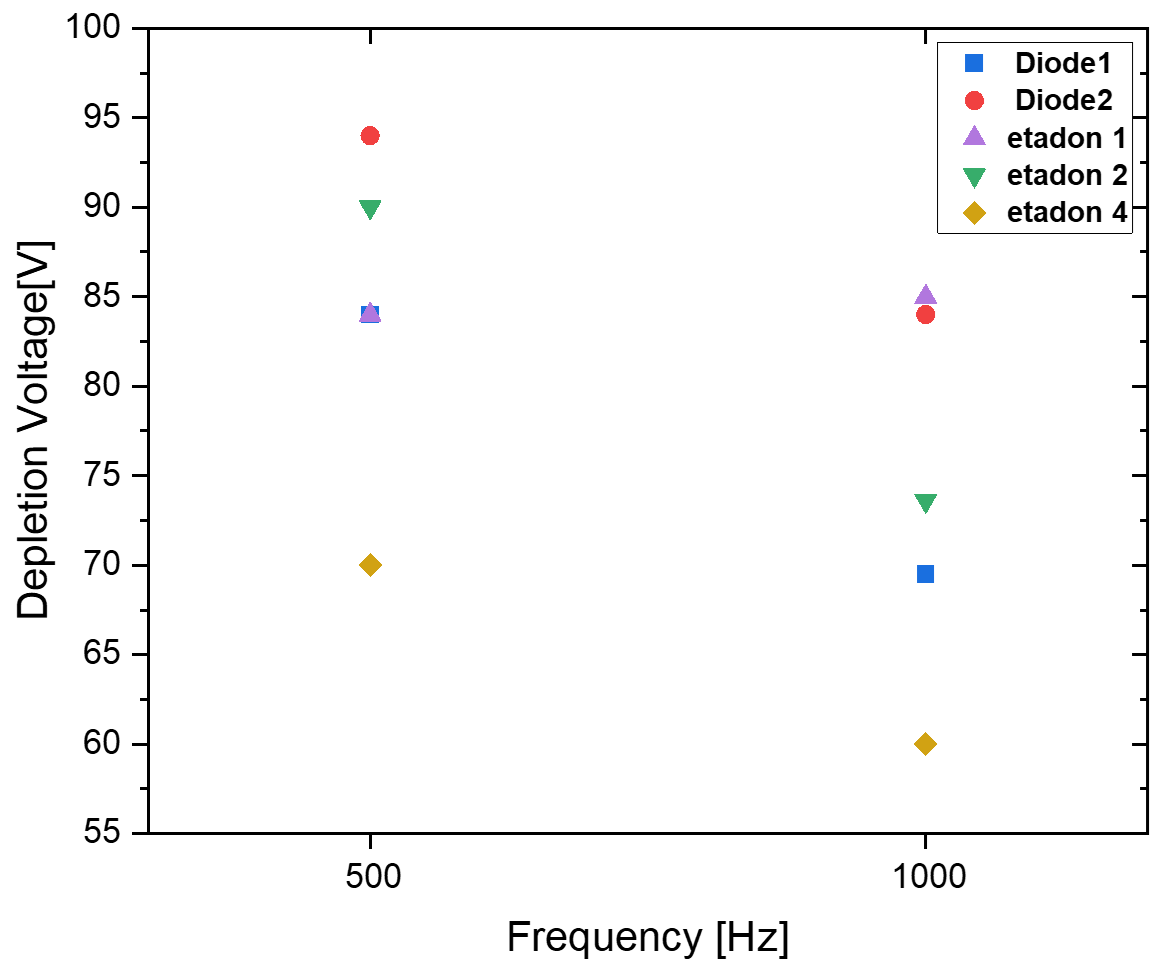 100
95
90
85
80
75
70
65
60
55
Depletion Voltage[V]
Diode1
Diode2
etadon 1
etadon 2
etadon 4
500
1000
Frequency [Hz]